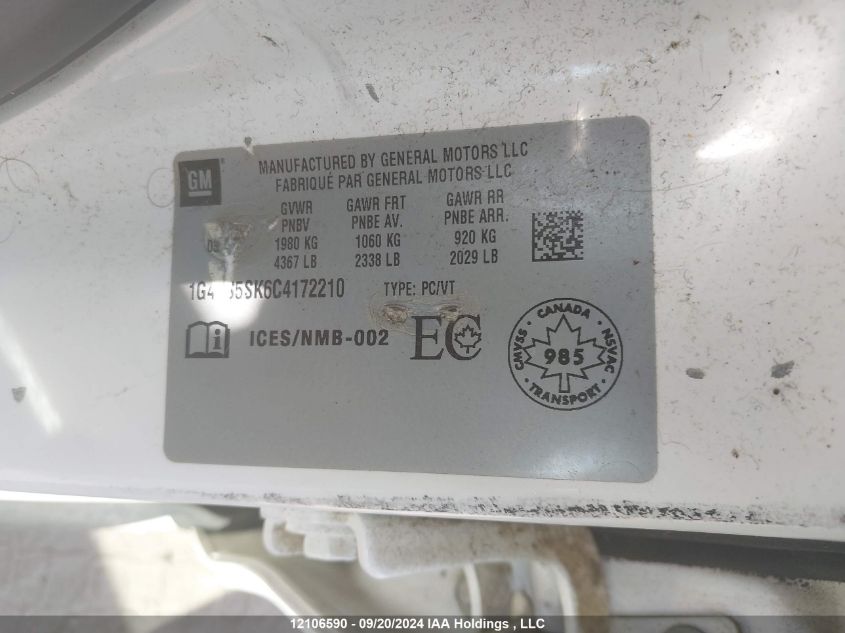 GM
MANUFACTURED BY GENERAL MOTORS LLC
FABRIQUÉ PAR GENERAL MOTORS LLC
GVWR GAWR FRT GAWR RR
PNBV PNBE AV. PNBE ARR.
1980 KG 1060 KG 920 KG
4367 LB 2338 LB 2029 LB
TYPE: PC/VT
ICES/NMB-002 EC
CANADA
CMVSS 985 NSVAC
TRANSPORT
12106590 - 09/20/2024 IAA Holdings , LLC